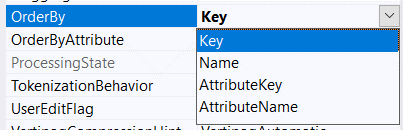 OrderBy Key
OrderByAttribute Key
ProcessingState Name
TokenizationBehavior AttributeKey
UserEditFlag AttributeName